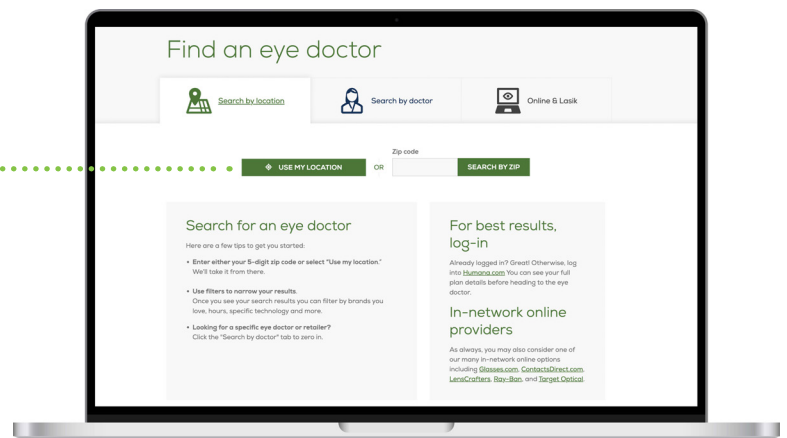 Find an eye doctor
Search by location
Search by doctor
Online & Lasik
Zip code
USE MY LOCATION
OR
SEARCH BY ZIP
Search for an eye doctor
Here are a few tips to get you started:
• Enter either your 5-digit zip code or select "Use my location."
We'll take it from there.
• Use filters to narrow your results.
Once you see your search results you can filter by brands you
love, hours, specific technology and more.
• Looking for a specific eye doctor or retailer?
Click the "Search by doctor" tab to zero in.
For best results,
log-in
Already logged in? Great! Otherwise, log
into Humana.com You can see your full
plan details before heading to the eye
doctor.
In-network online
providers
As always, you may also consider one of
our many in-network online options
including Glasses.com, ContactsDirect.com,
LensCrafters, Ray-Ban, and Target Optical.